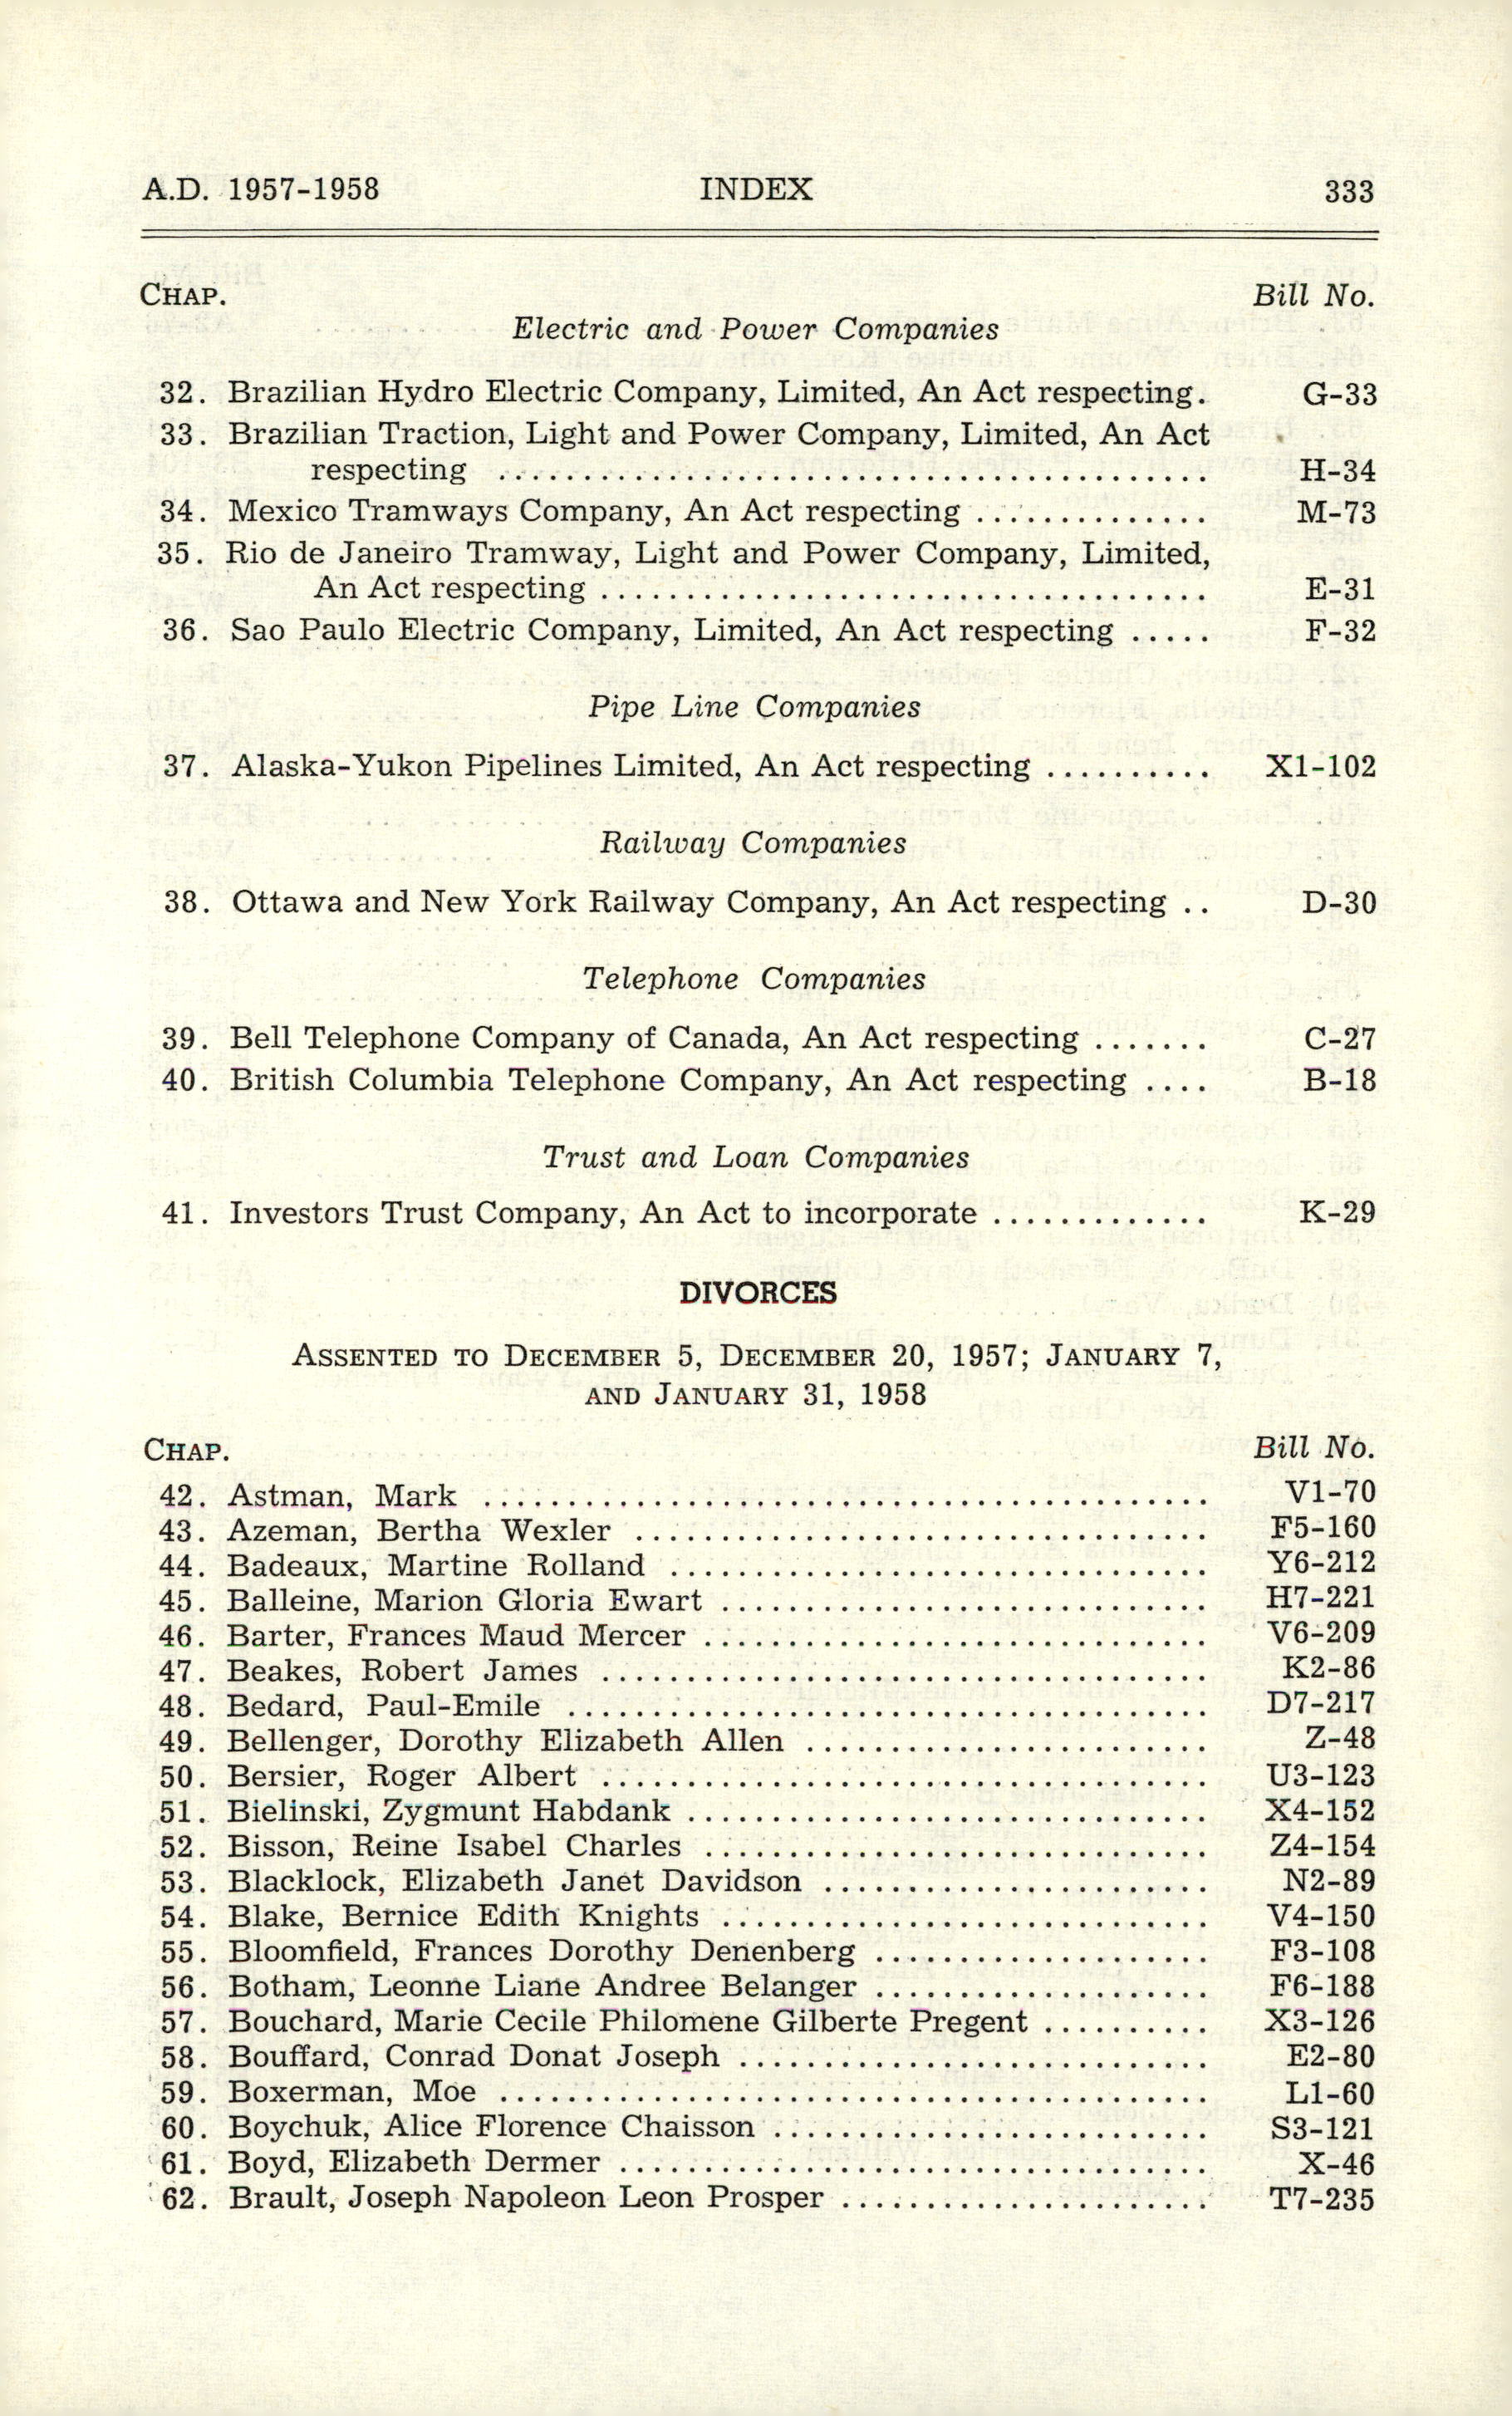 A.D. 1957-1958 INDEX 333
CHAP. Bill No.
Electric and Power Companies
32. Brazilian Hydro Electric Company, Limited, An Act respecting. G-33
33. Brazilian Traction, Light and Power Company, Limited, An Act
respecting ........................................ H-34
34. Mexico Tramways Company, An Act respecting .............. M-73
35. Rio de Janeiro Tramway, Light and Power Company, Limited,
An Act respecting .................................... E-31
36. Sao Paulo Electric Company, Limited, An Act respecting ..... F-32
Pipe Line Companies
37. Alaska-Yukon Pipelines Limited, An Act respecting .......... X1-102
Railway Companies
38. Ottawa and New York Railway Company, An Act respecting .. D-30
Telephone Companies
39. Bell Telephone Company of Canada, An Act respecting ....... C-27
40. British Columbia Telephone Company, An Act respecting .... B-18
Trust and Loan Companies
41. Investors Trust Company, An Act to incorporate ............. K-29
DIVORCES
ASSENTED TO DECEMBER 5, DECEMBER 20, 1957; JANUARY 7,
AND JANUARY 31, 1958
CHAP. Bill No.
42. Astman, Mark ........................................... V1-70
43. Azeman, Bertha Wexler .................................. F5-160
44. Badeaux, Martine Rolland ................................ Y6-212
45. Balleine, Marion Gloria Ewart ............................. H7-221
46. Barter, Frances Maud Mercer .............................. V6-209
47. Beakes, Robert James .................................... K2-86
48. Bedard, Paul-Emile ...................................... D7-217
49. Bellenger, Dorothy Elizabeth Allen ........................ Z-48
50. Bersier, Roger Albert .................................... U3-123
51. Bielinski, Zygmunt Habdank ............................... X4-152
52. Bisson, Reine Isabel Charles .............................. Z4-154
53. Blacklock, Elizabeth Janet Davidson ....................... N2-89
54. Blake, Bernice Edith Knights ............................. V4-150
55. Bloomfield, Frances Dorothy Denenberg .................... F3-108
56. Botham, Leonne Liane Andree Belanger .................... F6-188
57. Bouchard, Marie Cecile Philomene Gilberte Pregent .......... X3-126
58. Bouffard, Conrad Donat Joseph ............................ E2-80
59. Boxerman, Moe .......................................... L1-60
60. Boychuk, Alice Florence Chaisson .......................... S3-121
61. Boyd, Elizabeth Dermer ................................... X-46
62. Brault, Joseph Napoleon Leon Prosper ...................... T7-235